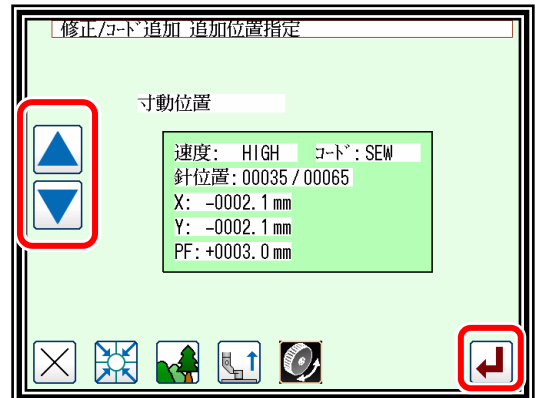 修正/ｺｰﾄﾞ追加 追加位置指定
寸動位置
速度: HIGH ｺｰﾄﾞ:SEW
針位置:00035/00065
X: -0002.1mm
Y: -0002.1mm
PF:+0003.0mm